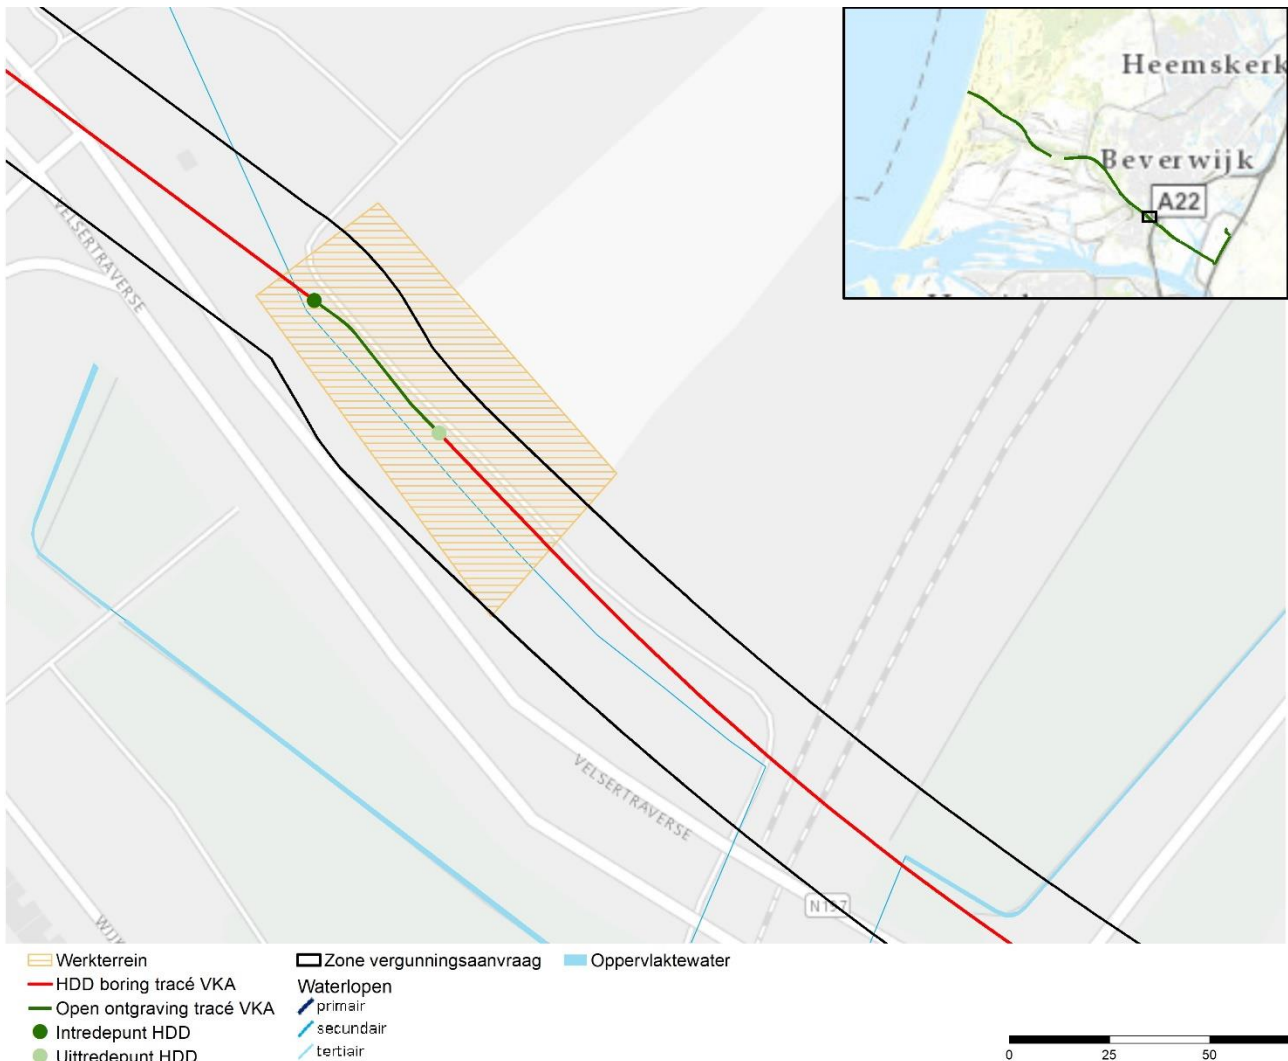 Heemskerk
Beverwijk
A22
VELSERTRAVERSE
VELSERTRAVERSE
N197
WIJK
Werkterrein
HDD boring tracé VKA
Open ontgraving tracé VKA
Intredepunt HDD
Uittredepunt HDD
Zone vergunningsaanvraag
Waterlopen
primair
secundair
tertiair
Oppervlaktewater
0 25 50